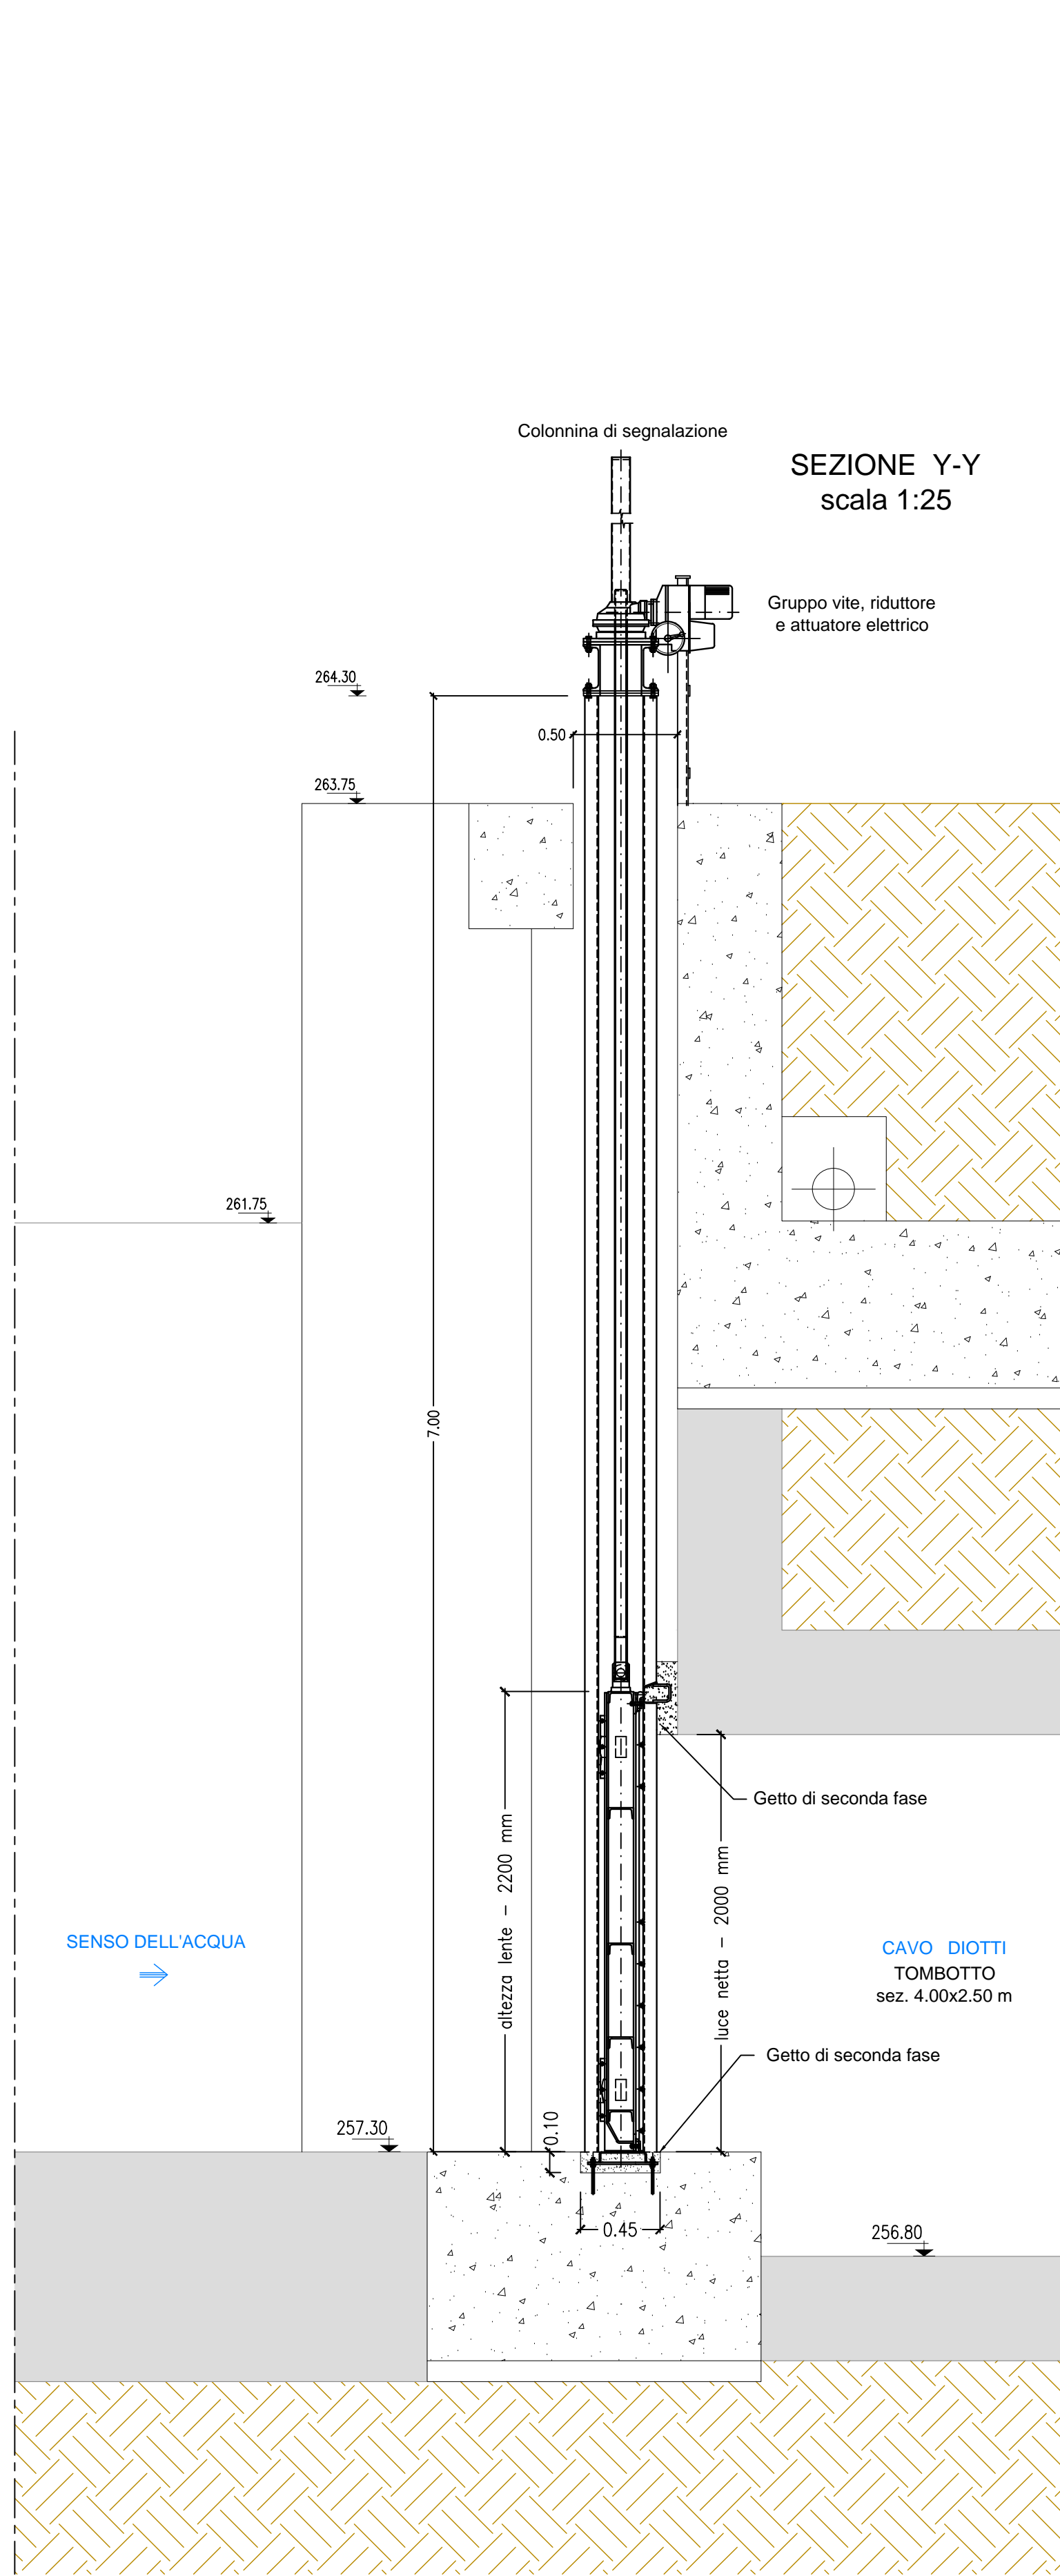 Colonnina di segnalazione
SEZIONE Y-Y
scala 1:25
Gruppo vite, riduttore
e attuatore elettrico
264.30
0.50
263.75
261.75
7.00
altezza lente - 2200 mm
Getto di seconda fase
luce netta - 2000 mm
SENSO DELL'ACQUA
CAVO DIOTTI
TOMBOTTO
sez. 4.00x2.50 m
Getto di seconda fase
257.30
0.10
0.45
256.80